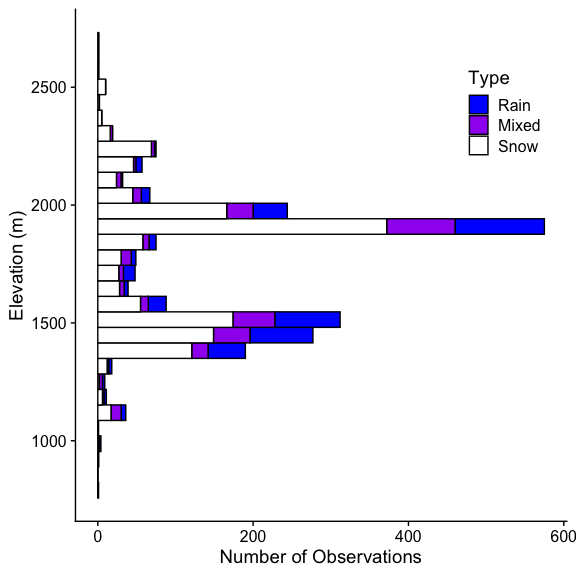 Type
Rain
Mixed
Snow
2500
2000
1500
1000
Elevation (m)
0 200 400 600
Number of Observations